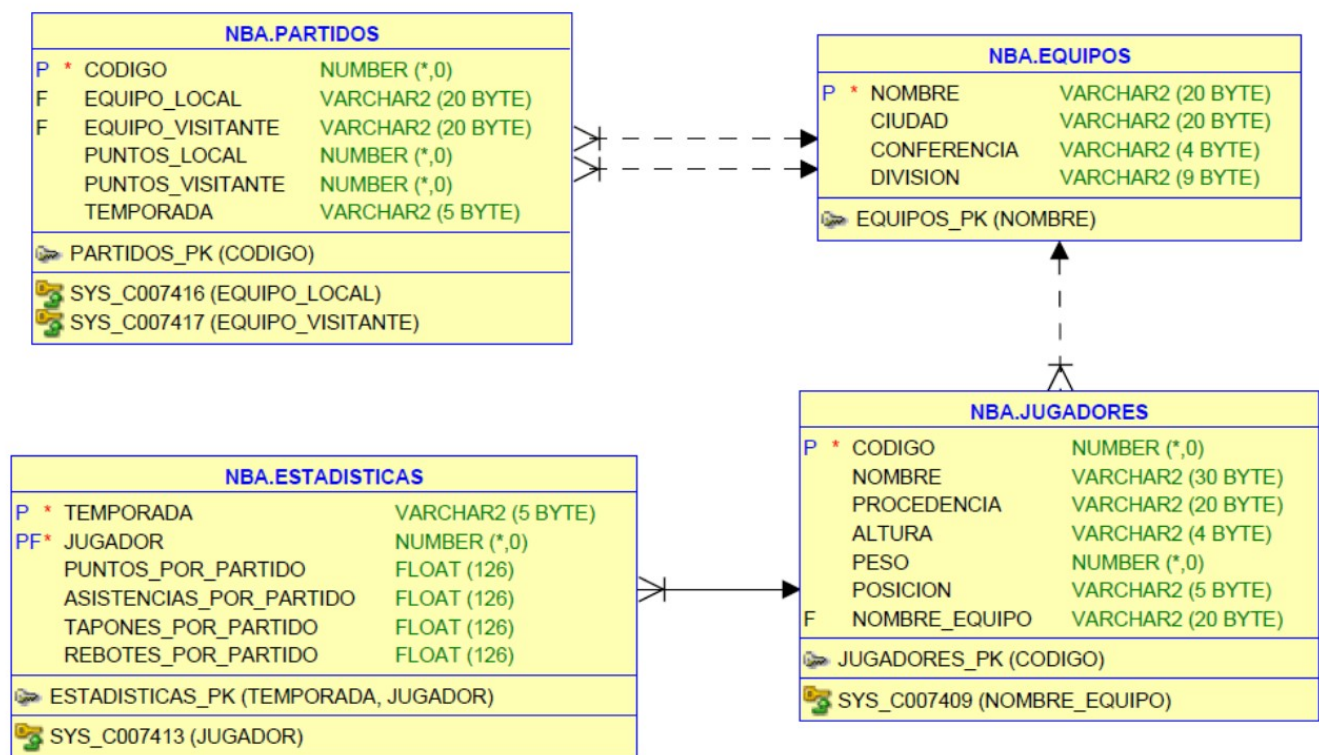 NBA.PARTIDOS
P * CODIGO NUMBER (*,0)
F EQUIPO_LOCAL VARCHAR2 (20 BYTE)
F EQUIPO_VISITANTE VARCHAR2 (20 BYTE)
PUNTOS_LOCAL NUMBER (*,0)
PUNTOS_VISITANTE NUMBER (*,0)
TEMPORADA VARCHAR2 (5 BYTE)
PARTIDOS_PK (CODIGO)
SYS_C007416 (EQUIPO_LOCAL)
SYS_C007417 (EQUIPO_VISITANTE)
NBA.EQUIPOS
P * NOMBRE VARCHAR2 (20 BYTE)
CIUDAD VARCHAR2 (20 BYTE)
CONFERENCIA VARCHAR2 (4 BYTE)
DIVISION VARCHAR2 (9 BYTE)
EQUIPOS_PK (NOMBRE)
NBA.ESTADISTICAS
P * TEMPORADA VARCHAR2 (5 BYTE)
PF* JUGADOR NUMBER (*,0)
PUNTOS_POR_PARTIDO FLOAT (126)
ASISTENCIAS_POR_PARTIDO FLOAT (126)
TAPONES_POR_PARTIDO FLOAT (126)
REBOTES_POR_PARTIDO FLOAT (126)
ESTADISTICAS_PK (TEMPORADA, JUGADOR)
SYS_C007413 (JUGADOR)
NBA.JUGADORES
P * CODIGO NUMBER (*,0)
NOMBRE VARCHAR2 (30 BYTE)
PROCEDENCIA VARCHAR2 (20 BYTE)
ALTURA VARCHAR2 (4 BYTE)
PESO NUMBER (*,0)
POSICION VARCHAR2 (5 BYTE)
F NOMBRE_EQUIPO VARCHAR2 (20 BYTE)
JUGADORES_PK (CODIGO)
SYS_C007409 (NOMBRE_EQUIPO)